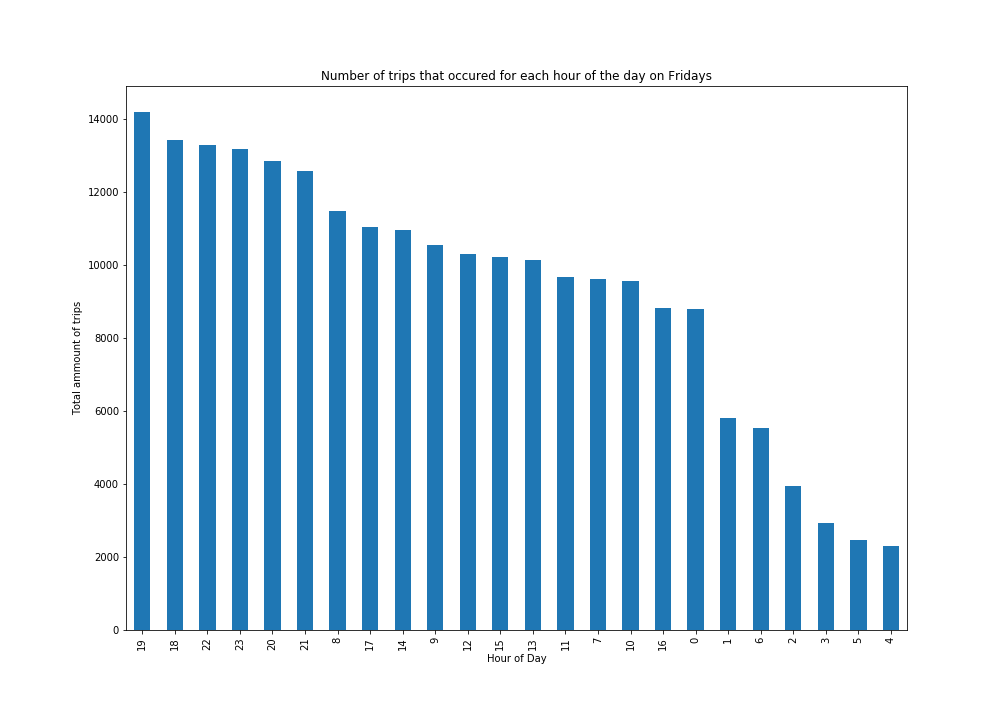 Number of trips that occured for each hour of the day on Fridays
Total ammount of trips
14000
12000
10000
8000
6000
4000
2000
0
19 18 22 23 20 21 8 17 14 9 12 15 13 11 7 10 16 0 1 6 2 3 5 4
Hour of Day